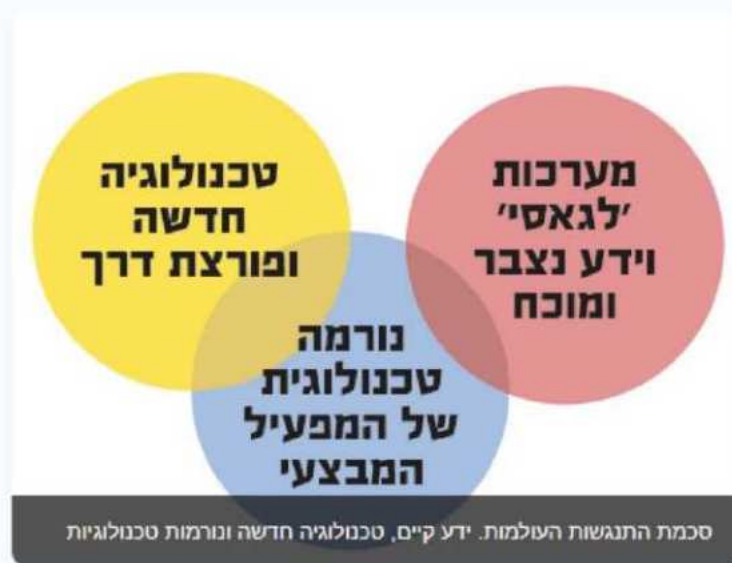 מערכות
'לגאסי'
וידע נצבר
ומוכח
טכנולוגיה
חדשה
ופורצת דרך
נורמה
טכנולוגית
של המפעיל
המבצעי
סכמת התנגשות העולמות. ידע קיים, טכנולוגיה חדשה ונורמות טכנולוגיות